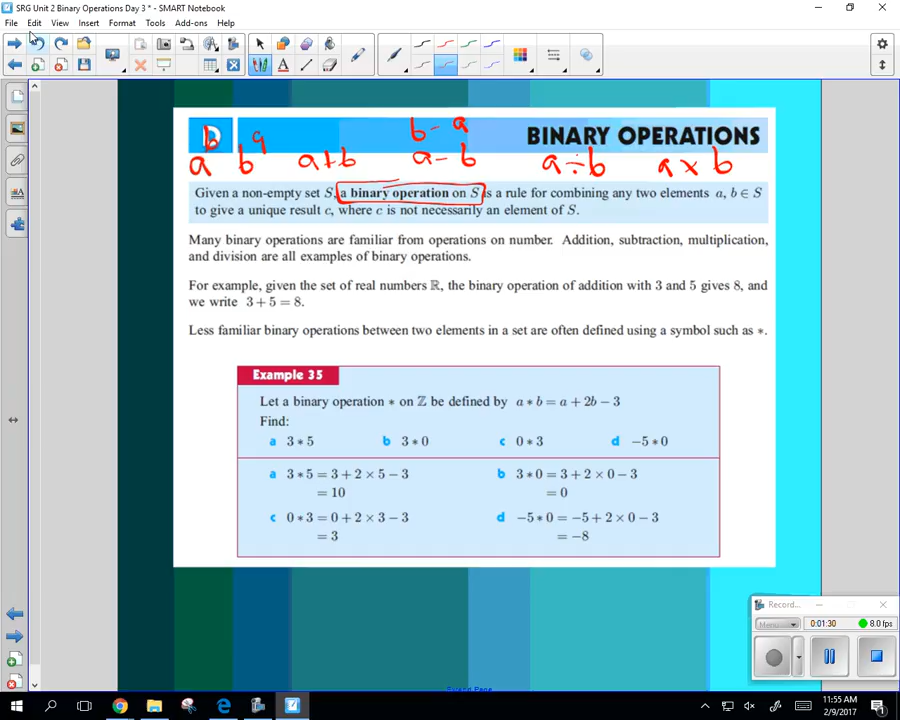 SRG Unit 2 Binary Operations Day 3 * - SMART Notebook
File Edit View Insert Format Tools Add-ons Help
D
BINARY OPERATIONS
a^b b^a a+b b-a a-b a÷b a×b
Given a non-empty set S, a binary operation on S is a rule for combining any two elements a, b ∈ S
to give a unique result c, where c is not necessarily an element of S.
Many binary operations are familiar from operations on number. Addition, subtraction, multiplication,
and division are all examples of binary operations.
For example, given the set of real numbers ℝ, the binary operation of addition with 3 and 5 gives 8, and
we write 3 + 5 = 8.
Less familiar binary operations between two elements in a set are often defined using a symbol such as *.
Example 35
Let a binary operation * on ℤ be defined by a * b = a + 2b − 3
Find:
a 3 * 5 b 3 * 0 c 0 * 3 d −5 * 0
a 3 * 5 = 3 + 2 × 5 − 3
= 10
b 3 * 0 = 3 + 2 × 0 − 3
= 0
c 0 * 3 = 0 + 2 × 3 − 3
= 3
d −5 * 0 = −5 + 2 × 0 − 3
= −8
Record...
Menu... 0:01:30 8.0 fps
11:55 AM
2/9/2017